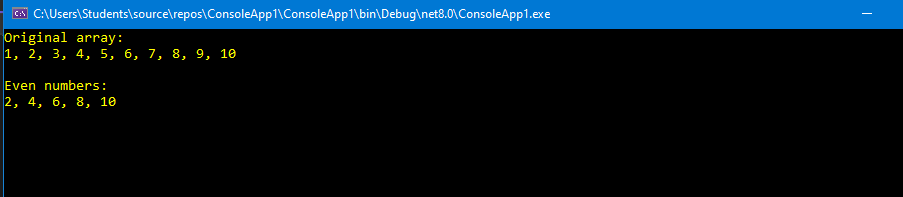 C:\Users\Students\source\repos\ConsoleApp1\ConsoleApp1\bin\Debug\net8.0\ConsoleApp1.exe
Original array:
1, 2, 3, 4, 5, 6, 7, 8, 9, 10
Even numbers:
2, 4, 6, 8, 10